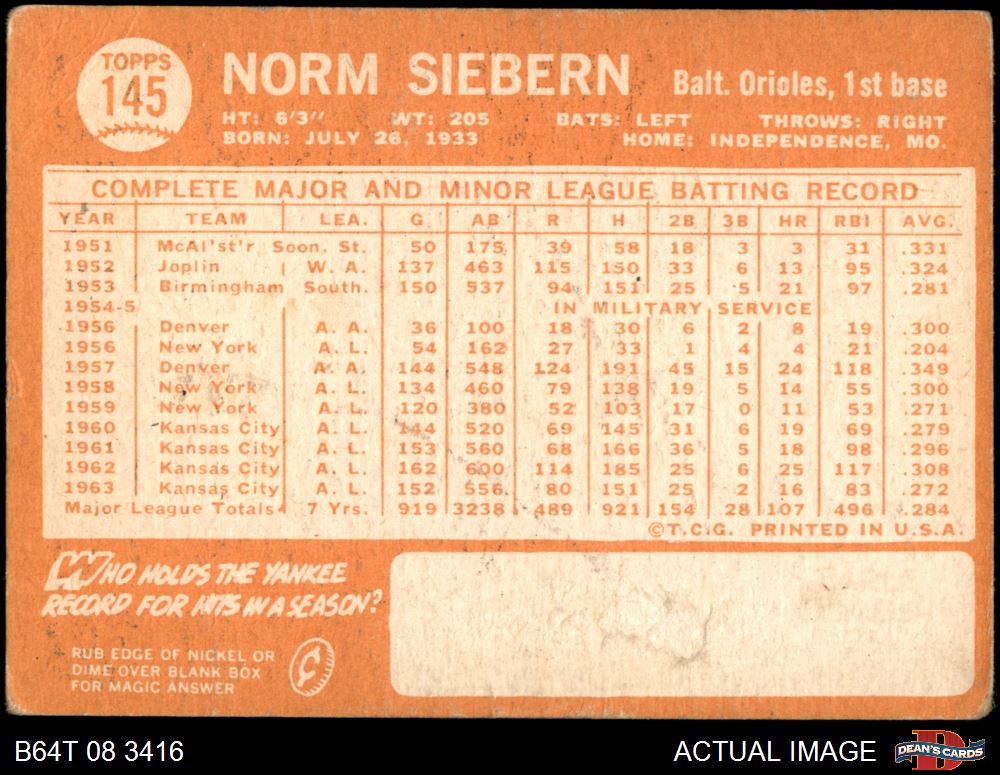 TOPPS
145
NORM SIEBERN Balt. Orioles, 1st base
HT: 6'3" WT: 205 BATS: LEFT THROWS: RIGHT
BORN: JULY 26, 1933 HOME: INDEPENDENCE, MO.
COMPLETE MAJOR AND MINOR LEAGUE BATTING RECORD
YEAR TEAM LEA. G AB R H 2B 3B HR RBI AVG.
1951 McAl'st'r Soon. St. 50 175 39 58 18 3 3 31 .331
1952 Joplin W. A. 137 463 115 150 33 6 13 95 .324
1953 Birmingham South. 150 537 94 151 25 5 21 97 .281
1954-5 IN MILITARY SERVICE
1956 Denver A. A. 36 100 18 30 6 2 8 19 .300
1956 New York A. L. 54 162 27 33 1 4 4 21 .204
1957 Denver A. A. 144 548 124 191 45 15 24 118 .349
1958 New York A. L. 134 460 79 138 19 5 14 55 .300
1959 New York A. L. 120 380 52 103 17 0 11 53 .271
1960 Kansas City A. L. 144 520 69 145 31 6 19 69 .279
1961 Kansas City A. L. 153 560 68 166 36 5 18 98 .296
1962 Kansas City A. L. 162 600 114 185 25 6 25 117 .308
1963 Kansas City A. L. 152 556 80 151 25 2 16 83 .272
Major League Totals 7 Yrs. 919 3238 489 921 154 28 107 496 .284
©T.C.G. PRINTED IN U.S.A.
WHO HOLDS THE YANKEE
RECORD FOR HITS IN A SEASON?
RUB EDGE OF NICKEL OR
DIME OVER BLANK BOX
FOR MAGIC ANSWER
B64T 08 3416 ACTUAL IMAGE DEAN'S CARDS